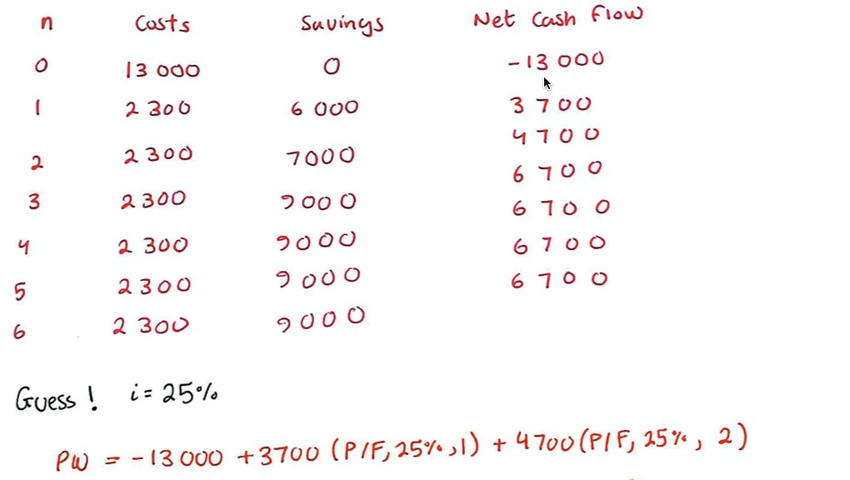 n Costs Savings Net Cash flow
0 13 000 0 -13 000
1 2 300 6 000 3 700
2 2 300 7000 4 700
3 2 300 9 000 6 700
4 2 300 9 000 6 700
5 2 300 9 000 6 700
6 2 300 9 000 6 700
Guess! i = 25%
PW = -13 000 + 3700 (P/F, 25%, 1) + 4700 (P/F, 25%, 2)